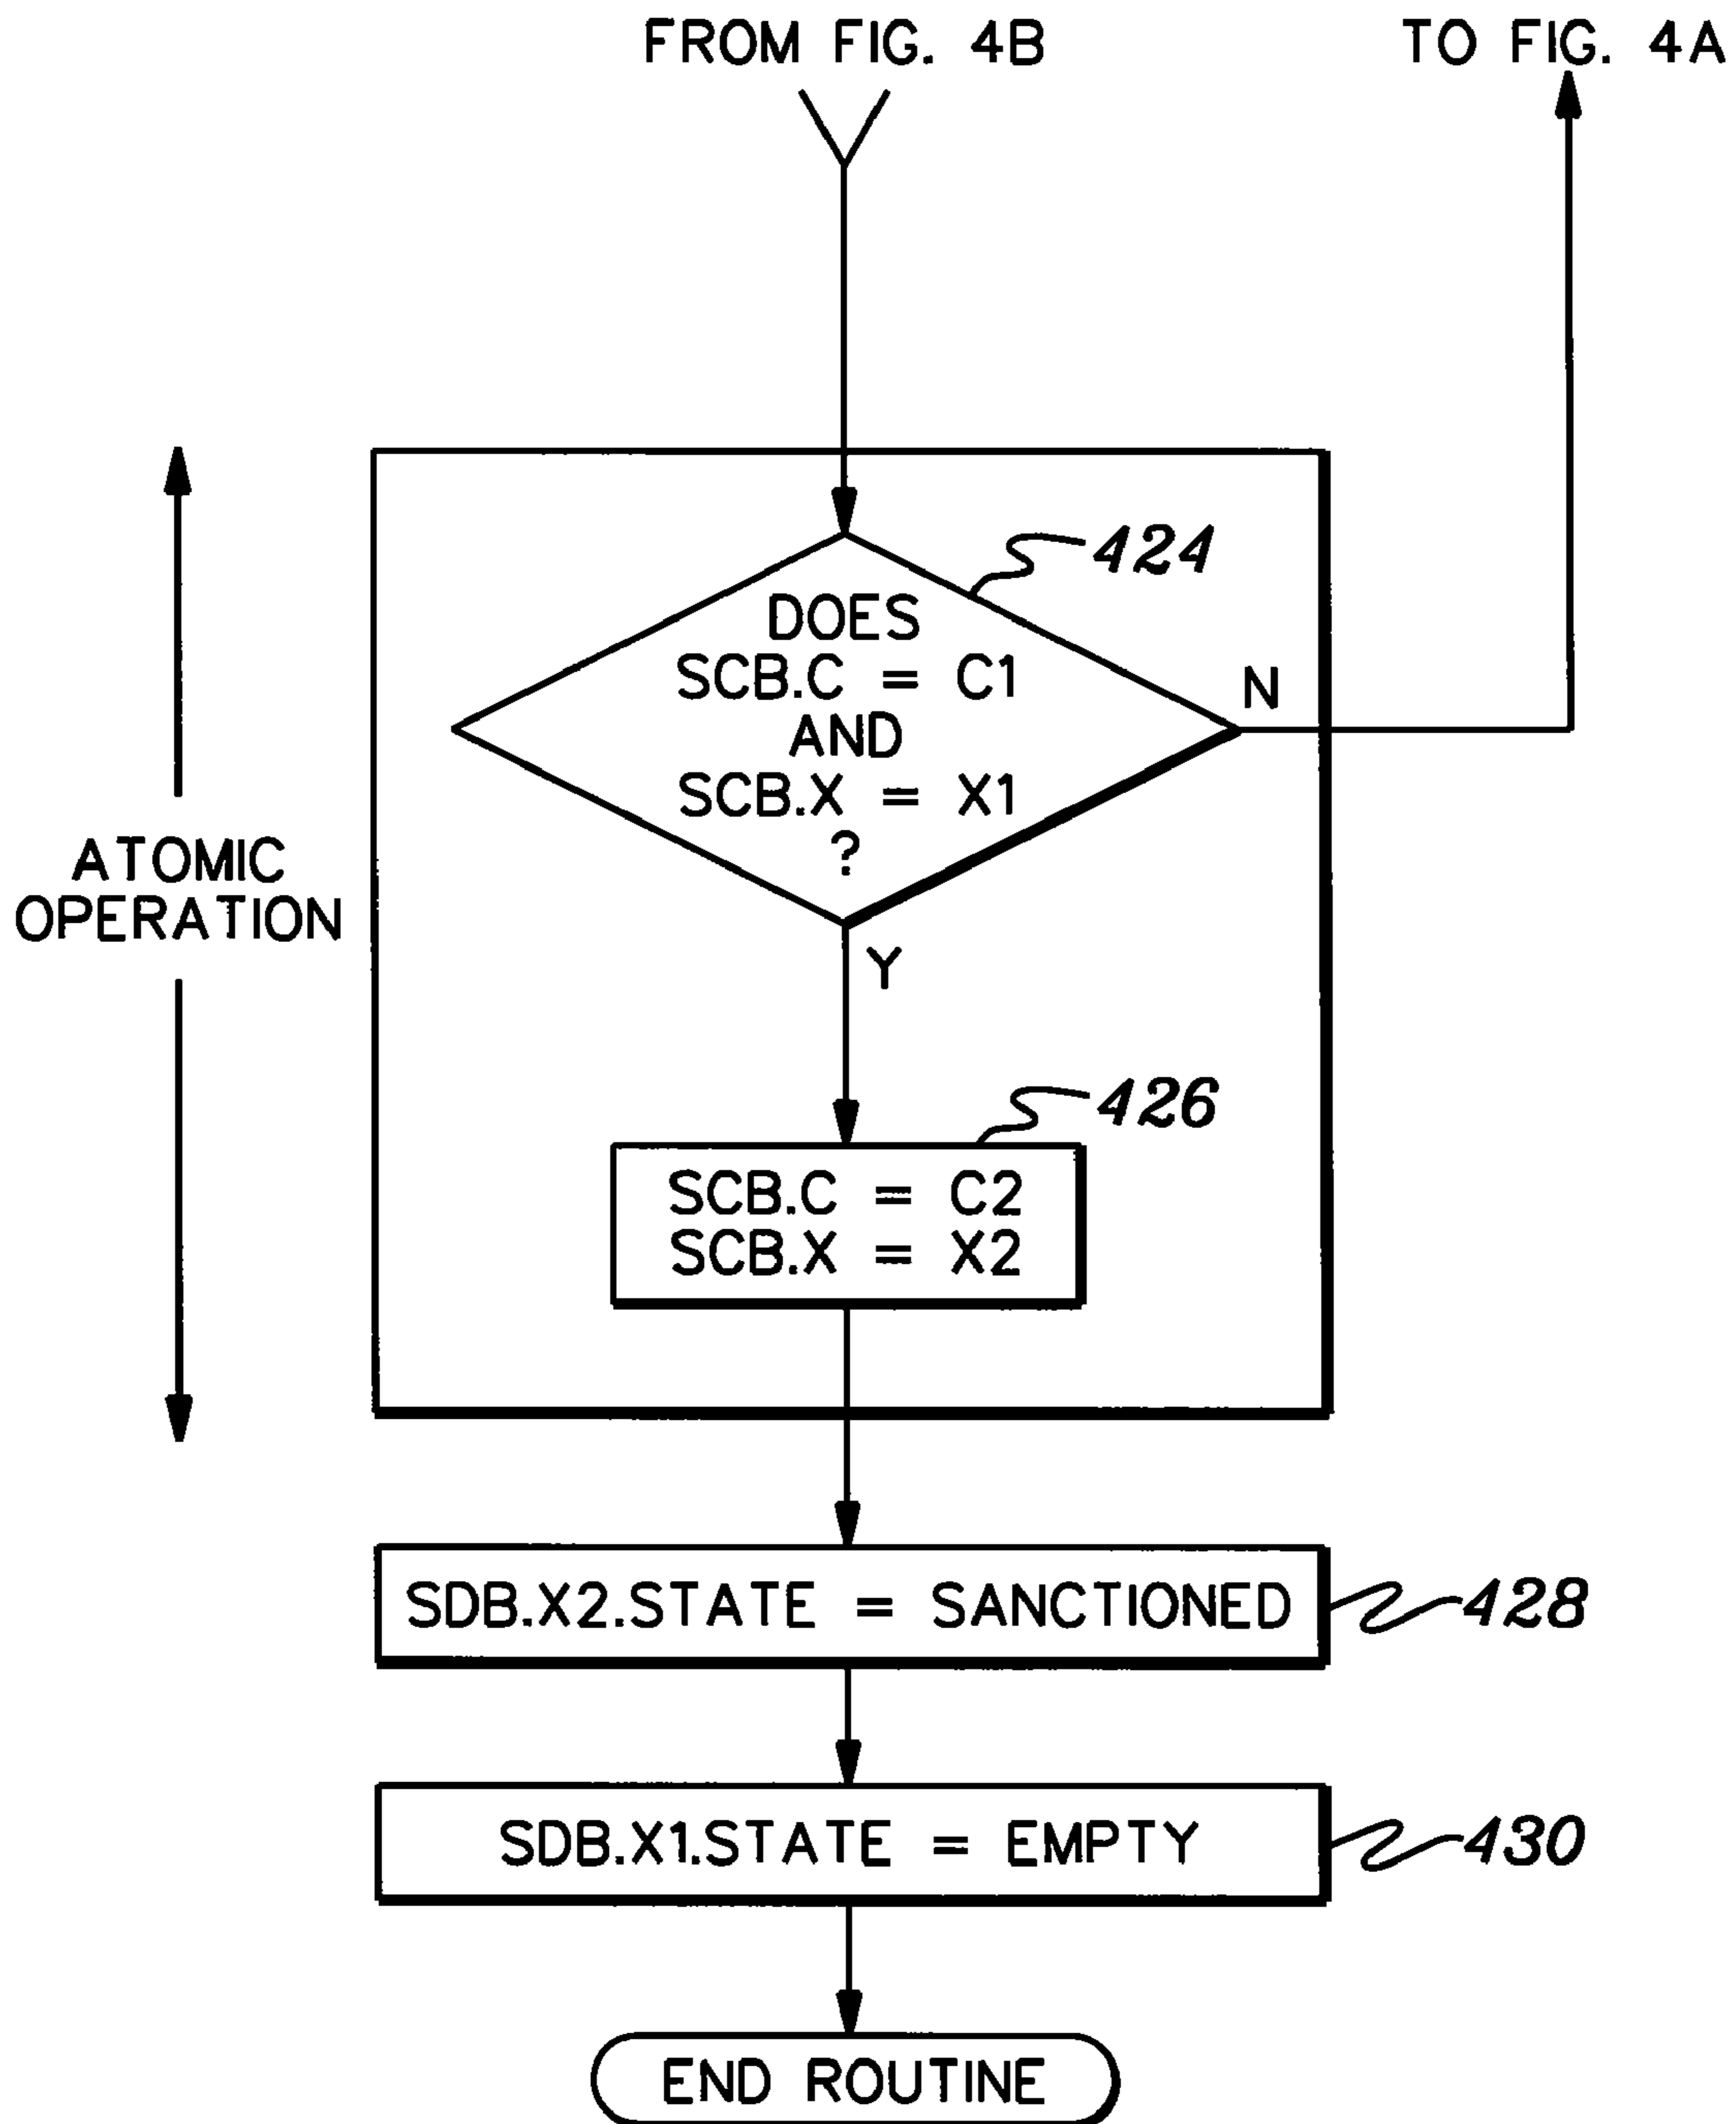 FROM FIG. 4B
TO FIG. 4A
424
DOES
SCB.C = C1
AND
SCB.X = X1
?
N
ATOMIC
OPERATION
Y
426
SCB.C = C2
SCB.X = X2
SDB.X2.STATE = SANCTIONED
428
SDB.X1.STATE = EMPTY
430
END ROUTINE